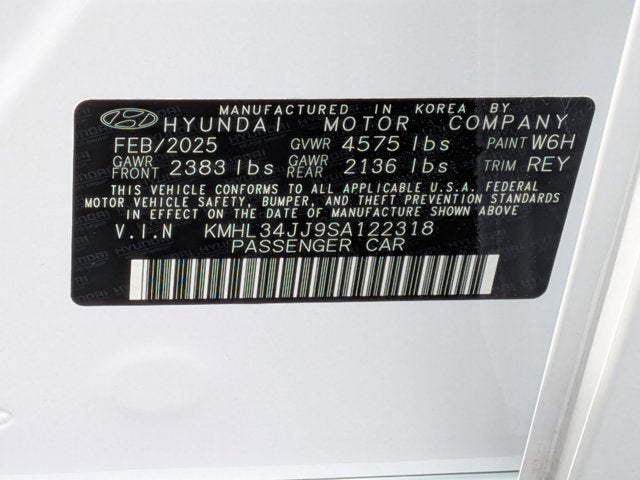 MANUFACTURED IN KOREA BY
HYUNDAI MOTOR COMPANY
FEB/2025 GVWR 4575 lbs PAINT W6H
GAWR FRONT 2383 lbs GAWR REAR 2136 lbs TRIM REY
THIS VEHICLE CONFORMS TO ALL APPLICABLE U.S.A. FEDERAL
MOTOR VEHICLE SAFETY, BUMPER, AND THEFT PREVENTION STANDARDS
IN EFFECT ON THE DATE OF MANUFACTURE SHOWN ABOVE
V.I.N KMHL34JJ9SA122318
PASSENGER CAR